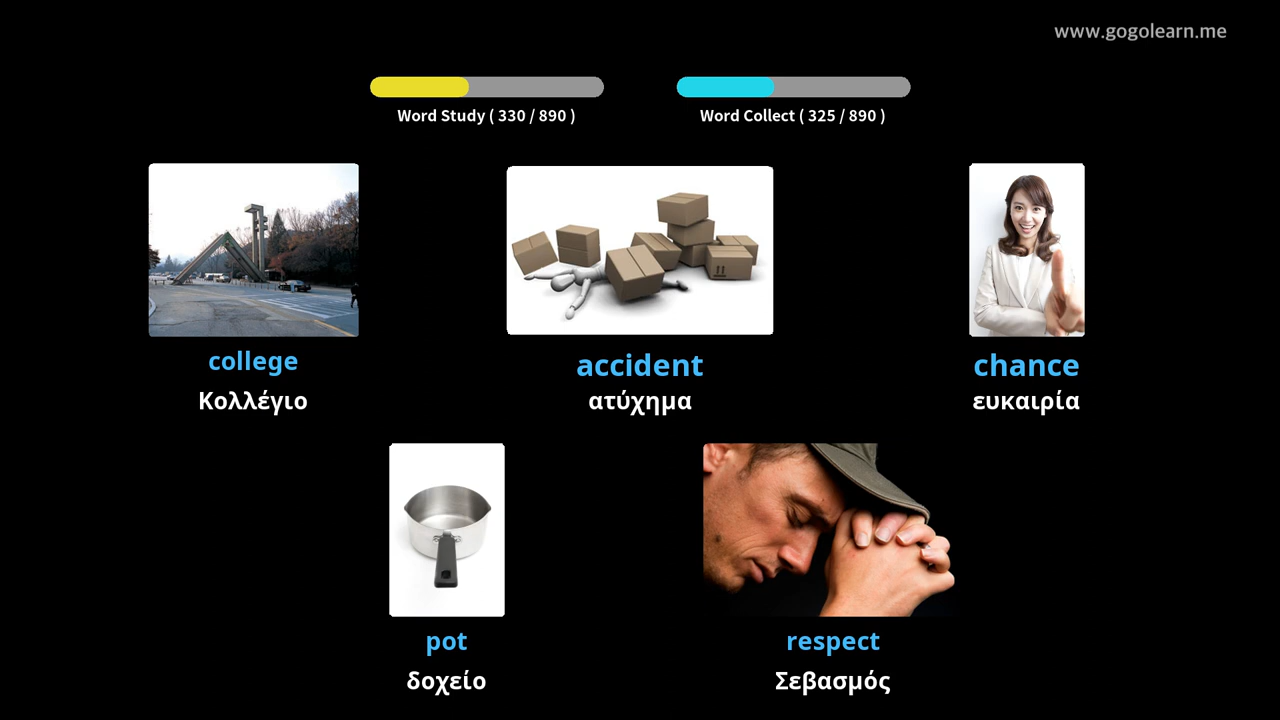 www.gogolearn.me
Word Study ( 330 / 890 )
Word Collect ( 325 / 890 )
college
Κολλέγιο
accident
ατύχημα
chance
ευκαιρία
pot
δοχείο
respect
Σεβασμός